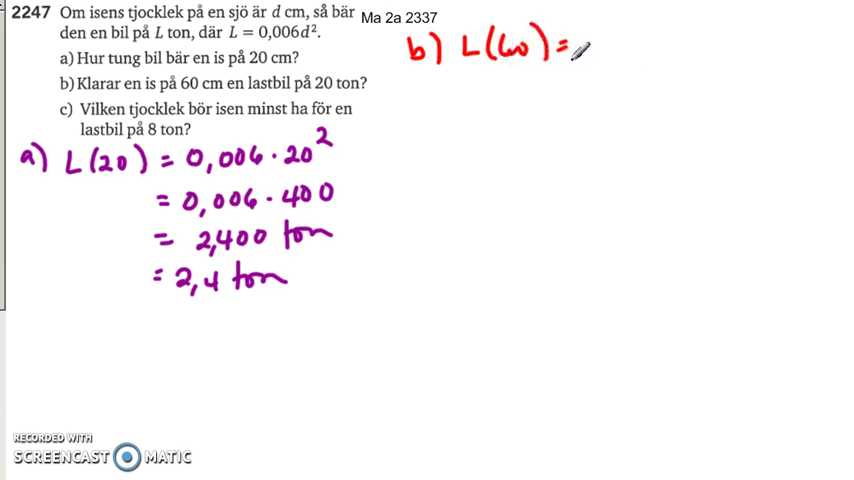 2247 Om isens tjocklek på en sjö är d cm, så bär
den en bil på L ton, där L = 0,006d².
a) Hur tung bil bär en is på 20 cm?
b) Klarar en is på 60 cm en lastbil på 20 ton?
c) Vilken tjocklek bör isen minst ha för en
lastbil på 8 ton?
Ma 2a 2337
a) L(20) = 0,006 · 20²
= 0,006 · 400
= 2,400 ton
= 2,4 ton
b) L(60) =
RECORDED WITH
SCREENCAST MATIC